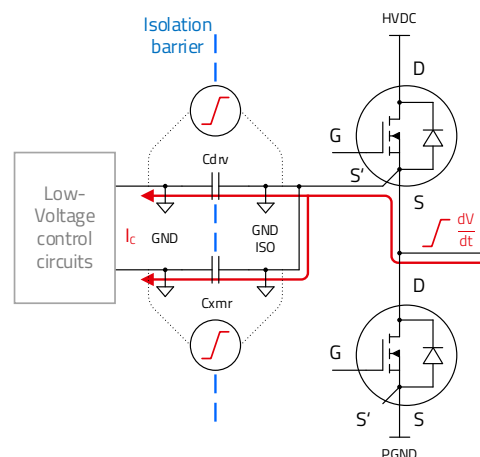 Isolation
barrier
HVDC
D
G
S'
S
Cdrv
Low-
Voltage
control
circuits
Ic
GND
GND
ISO
dV
dt
Cxmr
D
G
S'
S
PGND